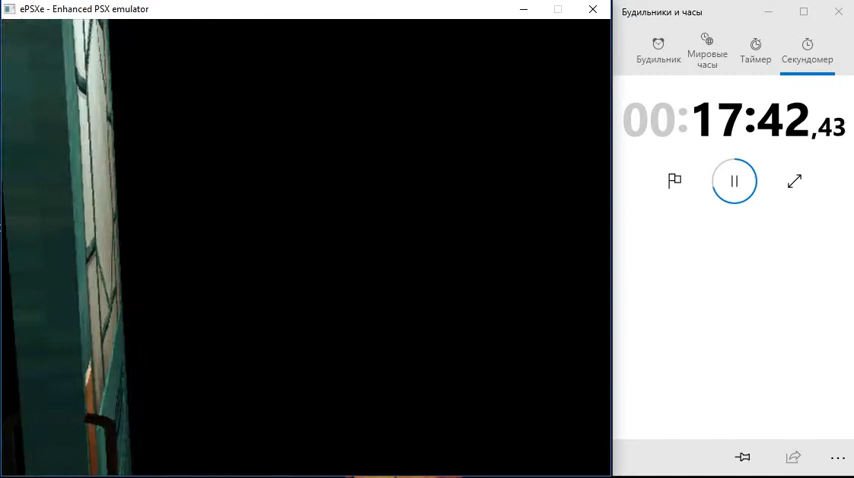 ePSXe - Enhanced PSX emulator
Будильники и часы
Будильник
Мировые
часы
Таймер
Секундомер
00:17:42,43